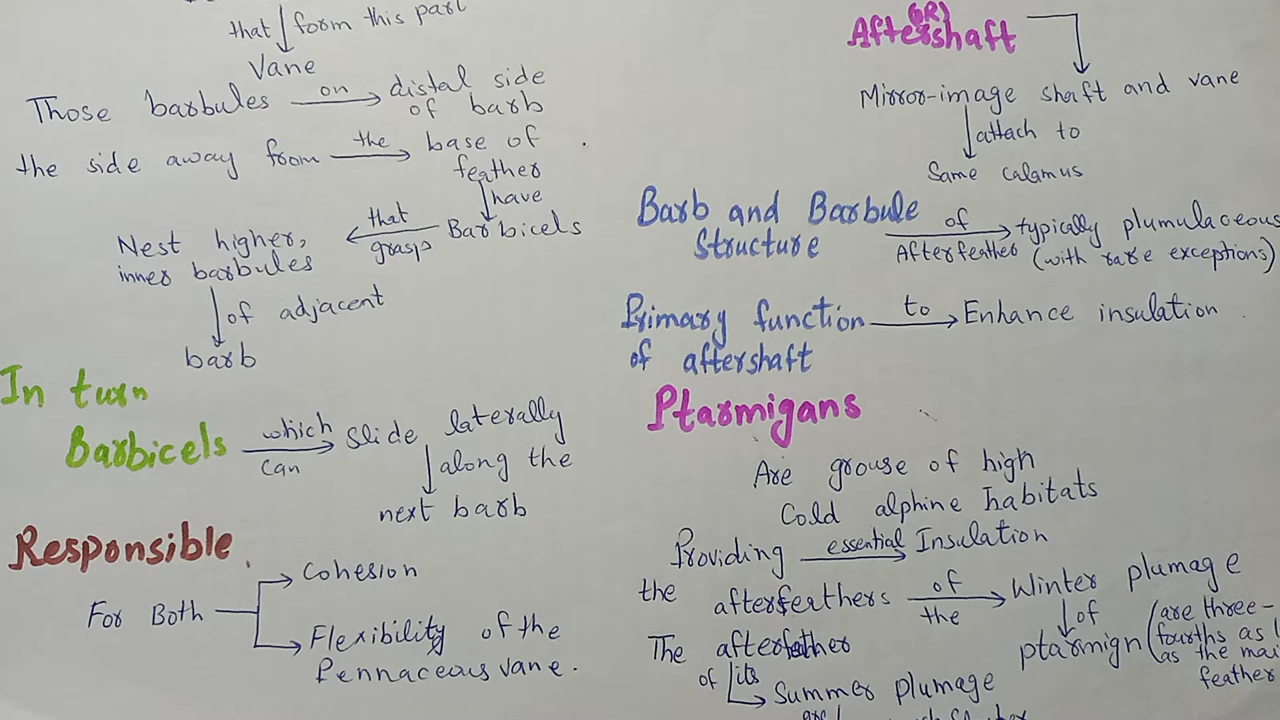 that form this part
Vane
Those barbules on distal side
of barb
the side away from the base of
feather
have
Barbicels
that
grasp
Nest higher,
inner barbules
of adjacent
barb
In turn
Barbicels which can slide laterally
along the
next barb
Responsible
For Both
Cohesion
Flexibility of the
Pennaceous vane.
(OR)
Aftershaft
Mirror-image shaft and vane
attach to
Same calamus
Barb and Barbule
Structure
of
Afterfeather
typically plumulaceous
(with rare exceptions)
Primary function to Enhance insulation
of aftershaft
Ptarmigans
Are grouse of high
Cold alphine habitats
Providing essential Insulation
the afterfeathers of the Winter plumage
of
ptarmign (are three-
fourths as
as the mai
feather
The afterfeather
of its
Summer plumage
are